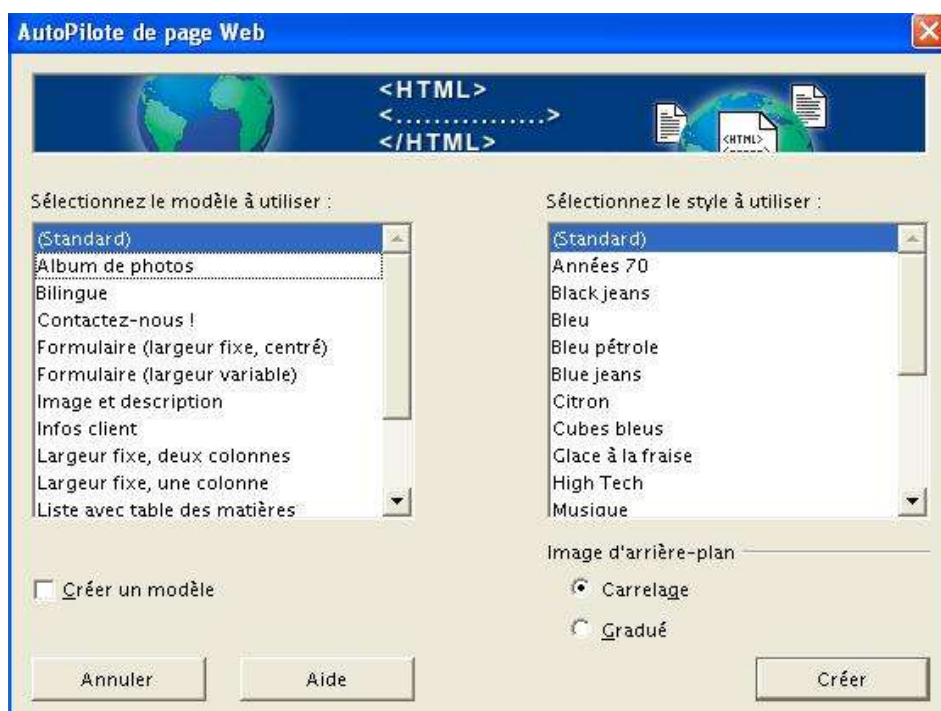 AutoPilote de page Web
<HTML>
<................>
</HTML>
<HTML>
Sélectionnez le modèle à utiliser :
(Standard)
Album de photos
Bilingue
Contactez-nous !
Formulaire (largeur fixe, centré)
Formulaire (largeur variable)
Image et description
Infos client
Largeur fixe, deux colonnes
Largeur fixe, une colonne
Liste avec table des matières
Créer un modèle
Sélectionnez le style à utiliser :
(Standard)
Années 70
Black jeans
Bleu
Bleu pétrole
Blue jeans
Citron
Cubes bleus
Glace à la fraise
High Tech
Musique
Image d'arrière-plan
Carrelage
Gradué
Annuler
Aide
Créer